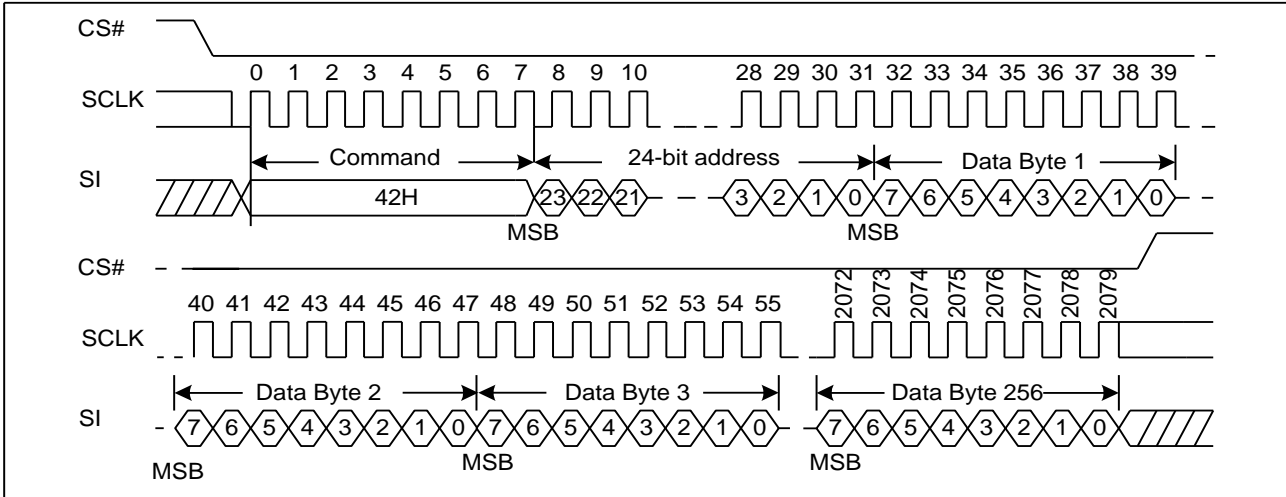 CS#
0 1 2 3 4 5 6 7 8 9 10 28 29 30 31 32 33 34 35 36 37 38 39
SCLK
Command 24-bit address Data Byte 1
SI
42H 23 22 21 3 2 1 0 7 6 5 4 3 2 1 0
MSB MSB
CS#
40 41 42 43 44 45 46 47 48 49 50 51 52 53 54 55 2072 2073 2074 2075 2076 2077 2078 2079
SCLK
Data Byte 2 Data Byte 3 Data Byte 256
SI
7 6 5 4 3 2 1 0 7 6 5 4 3 2 1 0 7 6 5 4 3 2 1 0
MSB MSB MSB